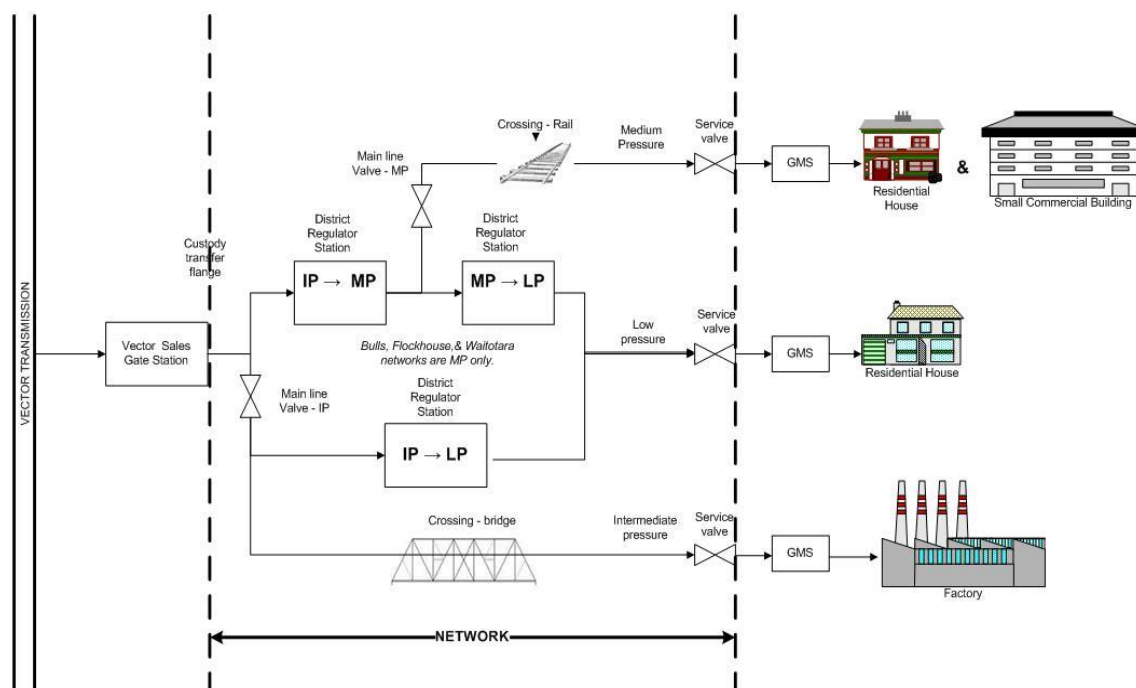 VECTOR TRANSMISSION
Vector Sales
Gate Station
Custody
transfer
flange
Crossing - Rail
Main line
Valve - MP
Medium
Pressure
Service
valve
GMS
Residential
House
&
Small Commercial Building
District
Regulator
Station
IP → MP
District
Regulator
Station
MP → LP
Bulls, Flockhouse,& Waitotara
networks are MP only.
Low
pressure
Service
valve
GMS
Residential House
Main line
Valve - IP
District
Regulator
Station
IP → LP
Crossing - bridge
Intermediate
pressure
Service
valve
GMS
Factory
NETWORK